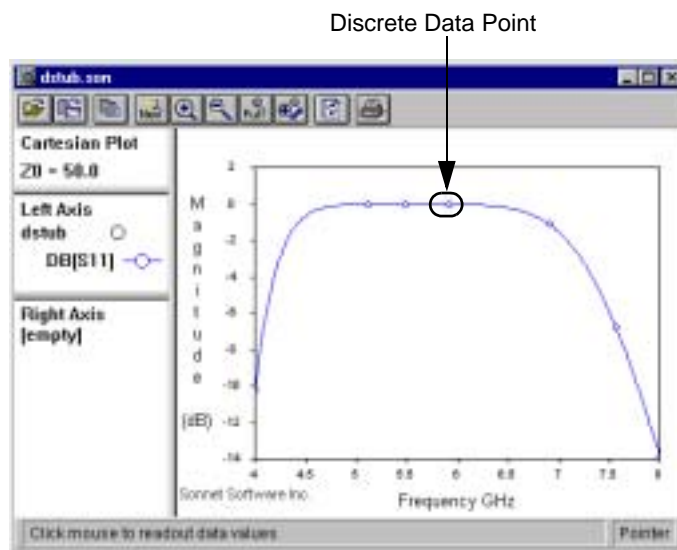 Discrete Data Point
dstub.son
Cartesian Plot
Z0 = 50.0
Left Axis
dstub
DB[S11]
Right Axis
[empty]
Magnitude
(dB)
2
0
-2
-4
-6
-8
-10
-12
-14
4 4.5 5 5.5 6 6.5 7 7.5 8
Sonnet Software Inc.
Frequency GHz
Click mouse to readout data values
Pointer